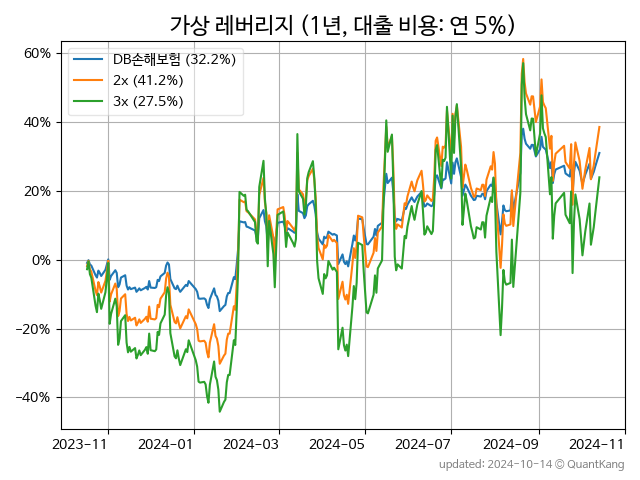 가상 레버리지 (1년, 대출 비용: 연 5%)
DB손해보험 (32.2%)
2x (41.2%)
3x (27.5%)
60%
40%
20%
0%
−20%
−40%
2023-11
2024-01
2024-03
2024-05
2024-07
2024-09
2024-11
updated: 2024-10-14 © QuantKang